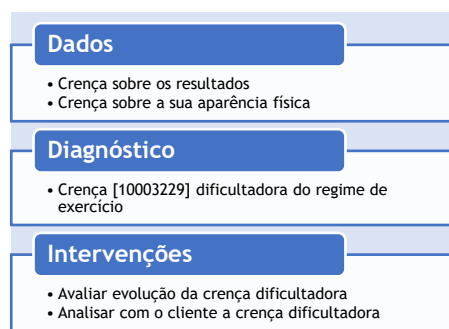 Dados
• Crença sobre os resultados
• Crença sobre a sua aparência física
Diagnóstico
• Crença [10003229] dificultadora do regime de
exercício
Intervenções
• Avaliar evolução da crença dificultadora
• Analisar com o cliente a crença dificultadora